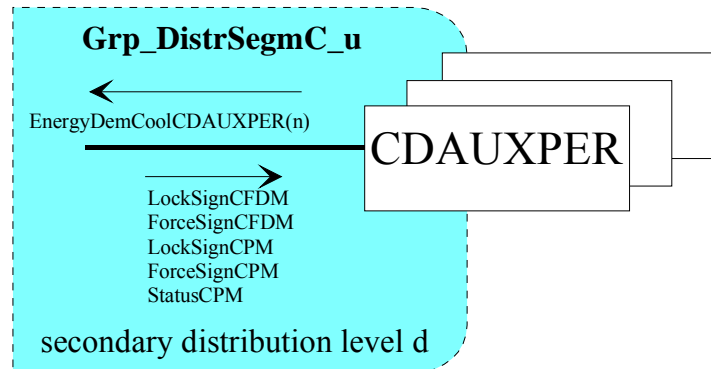 Grp_DistrSegmC_u
EnergyDemCoolCDAUXPER(n)
CDAUXPER
LockSignCFDM
ForceSignCFDM
LockSignCPM
ForceSignCPM
StatusCPM
secondary distribution level d